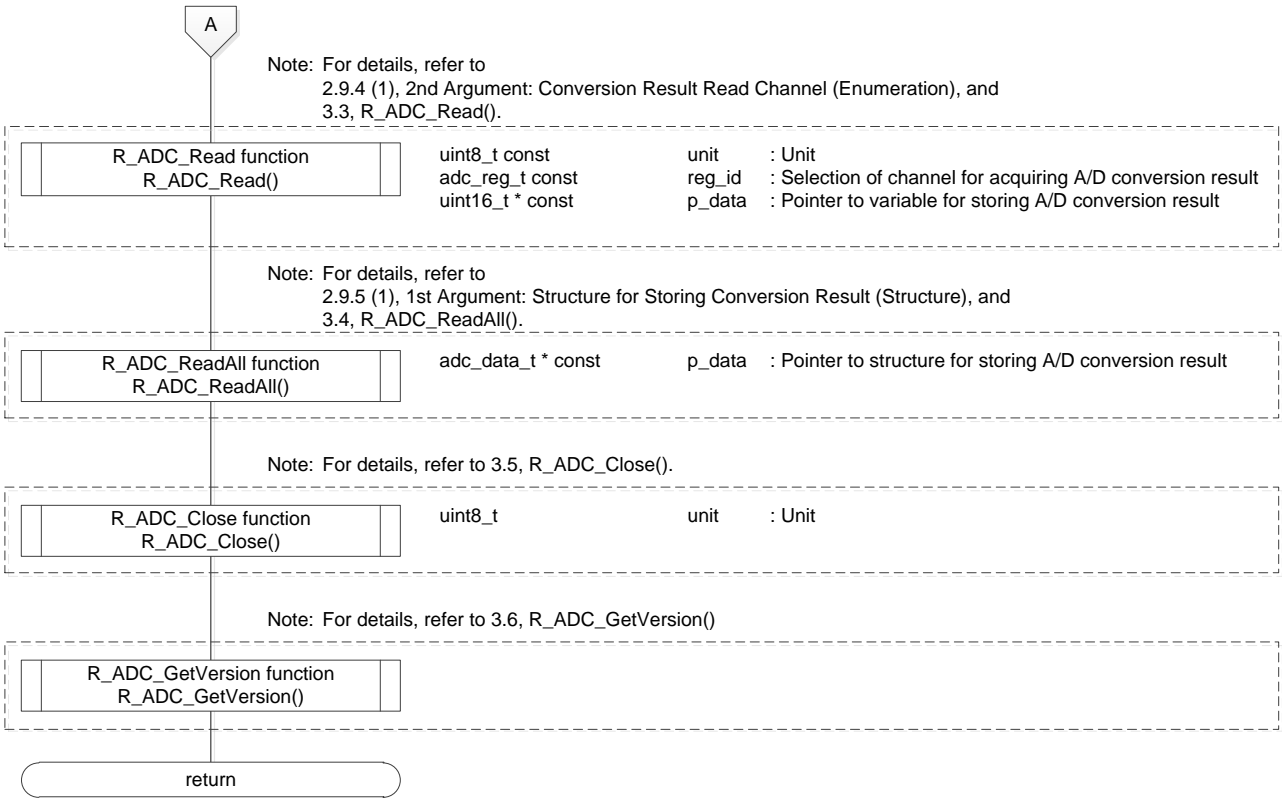 A
Note: For details, refer to
2.9.4 (1), 2nd Argument: Conversion Result Read Channel (Enumeration), and
3.3, R_ADC_Read().
R_ADC_Read function
R_ADC_Read()
uint8_t const unit : Unit
adc_reg_t const reg_id : Selection of channel for acquiring A/D conversion result
uint16_t * const p_data : Pointer to variable for storing A/D conversion result
Note: For details, refer to
2.9.5 (1), 1st Argument: Structure for Storing Conversion Result (Structure), and
3.4, R_ADC_ReadAll().
R_ADC_ReadAll function
R_ADC_ReadAll()
adc_data_t * const p_data : Pointer to structure for storing A/D conversion result
Note: For details, refer to 3.5, R_ADC_Close().
R_ADC_Close function
R_ADC_Close()
uint8_t unit : Unit
Note: For details, refer to 3.6, R_ADC_GetVersion()
R_ADC_GetVersion function
R_ADC_GetVersion()
return